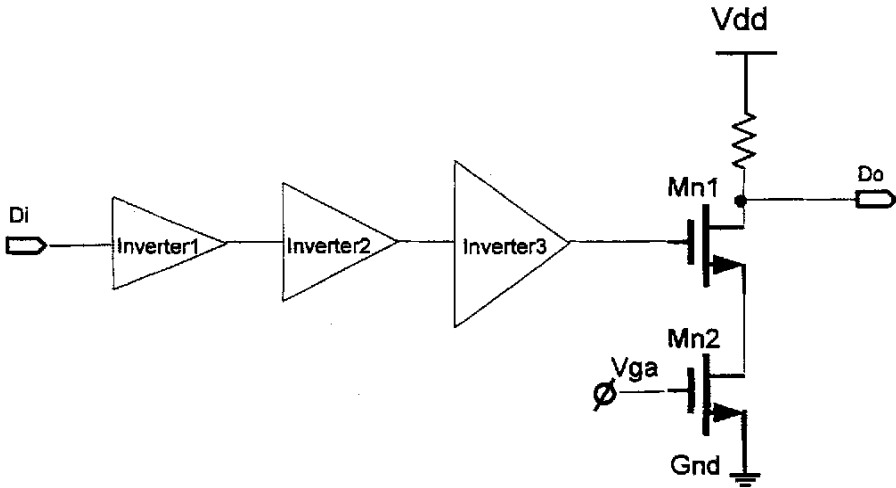 Vdd
Di
Inverter1
Inverter2
Inverter3
Mn1
Do
Mn2
Vga
Gnd